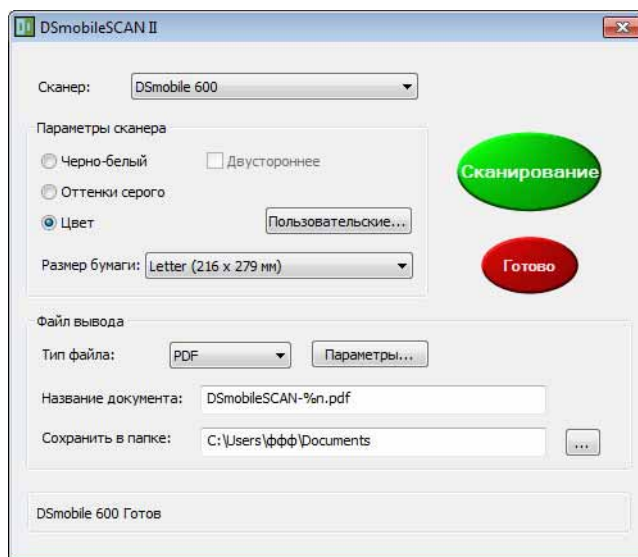 DSmobileSCAN II
Сканер: DSmobile 600
Параметры сканера
Черно-белый Двустороннее
Сканирование
Оттенки серого
Цвет Пользовательские...
Размер бумаги: Letter (216 x 279 мм)
Готово
Файл вывода
Тип файла: PDF Параметры...
Название документа: DSmobileSCAN-%n.pdf
Сохранить в папке: C:\Users\ффф\Documents ...
DSmobile 600 Готов